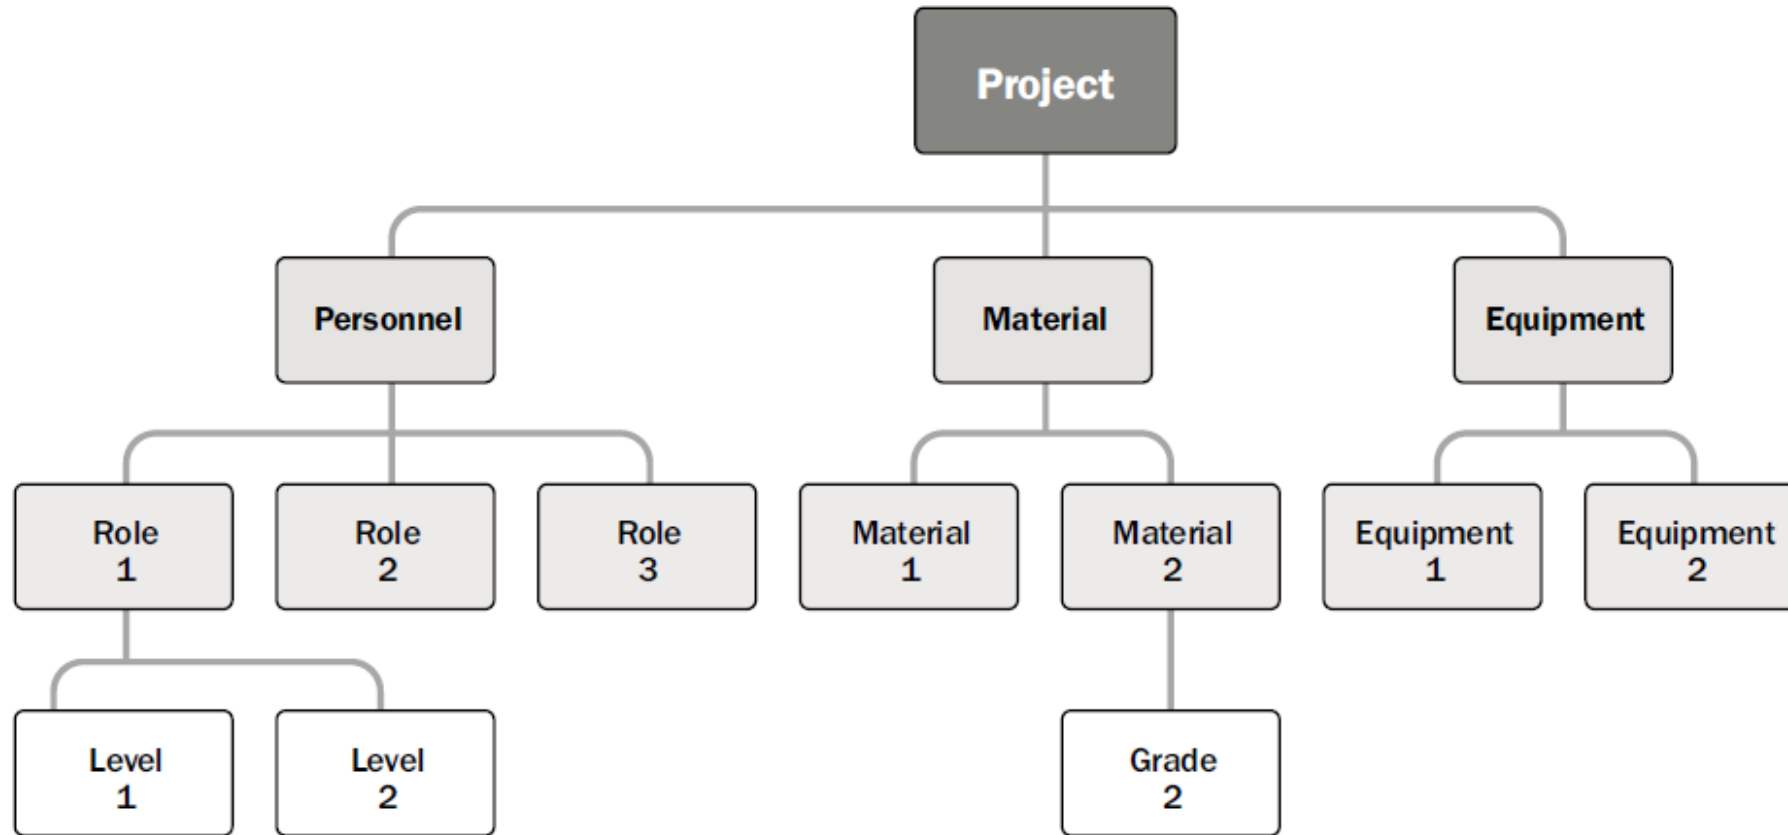 Project
Personnel
Material
Equipment
Role
1
Role
2
Role
3
Material
1
Material
2
Equipment
1
Equipment
2
Level
1
Level
2
Grade
2